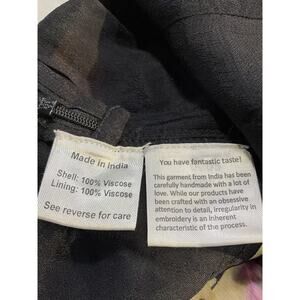 Made in India
Shell: 100% Viscose
Lining: 100% Viscose
See reverse for care
You have fantastic taste!
This garment from India has been
carefully handmade with a lot of
love. While our products have
been crafted with an obsessive
attention to detail, irregularity in
embroidery is an inherent
characteristic of the process.